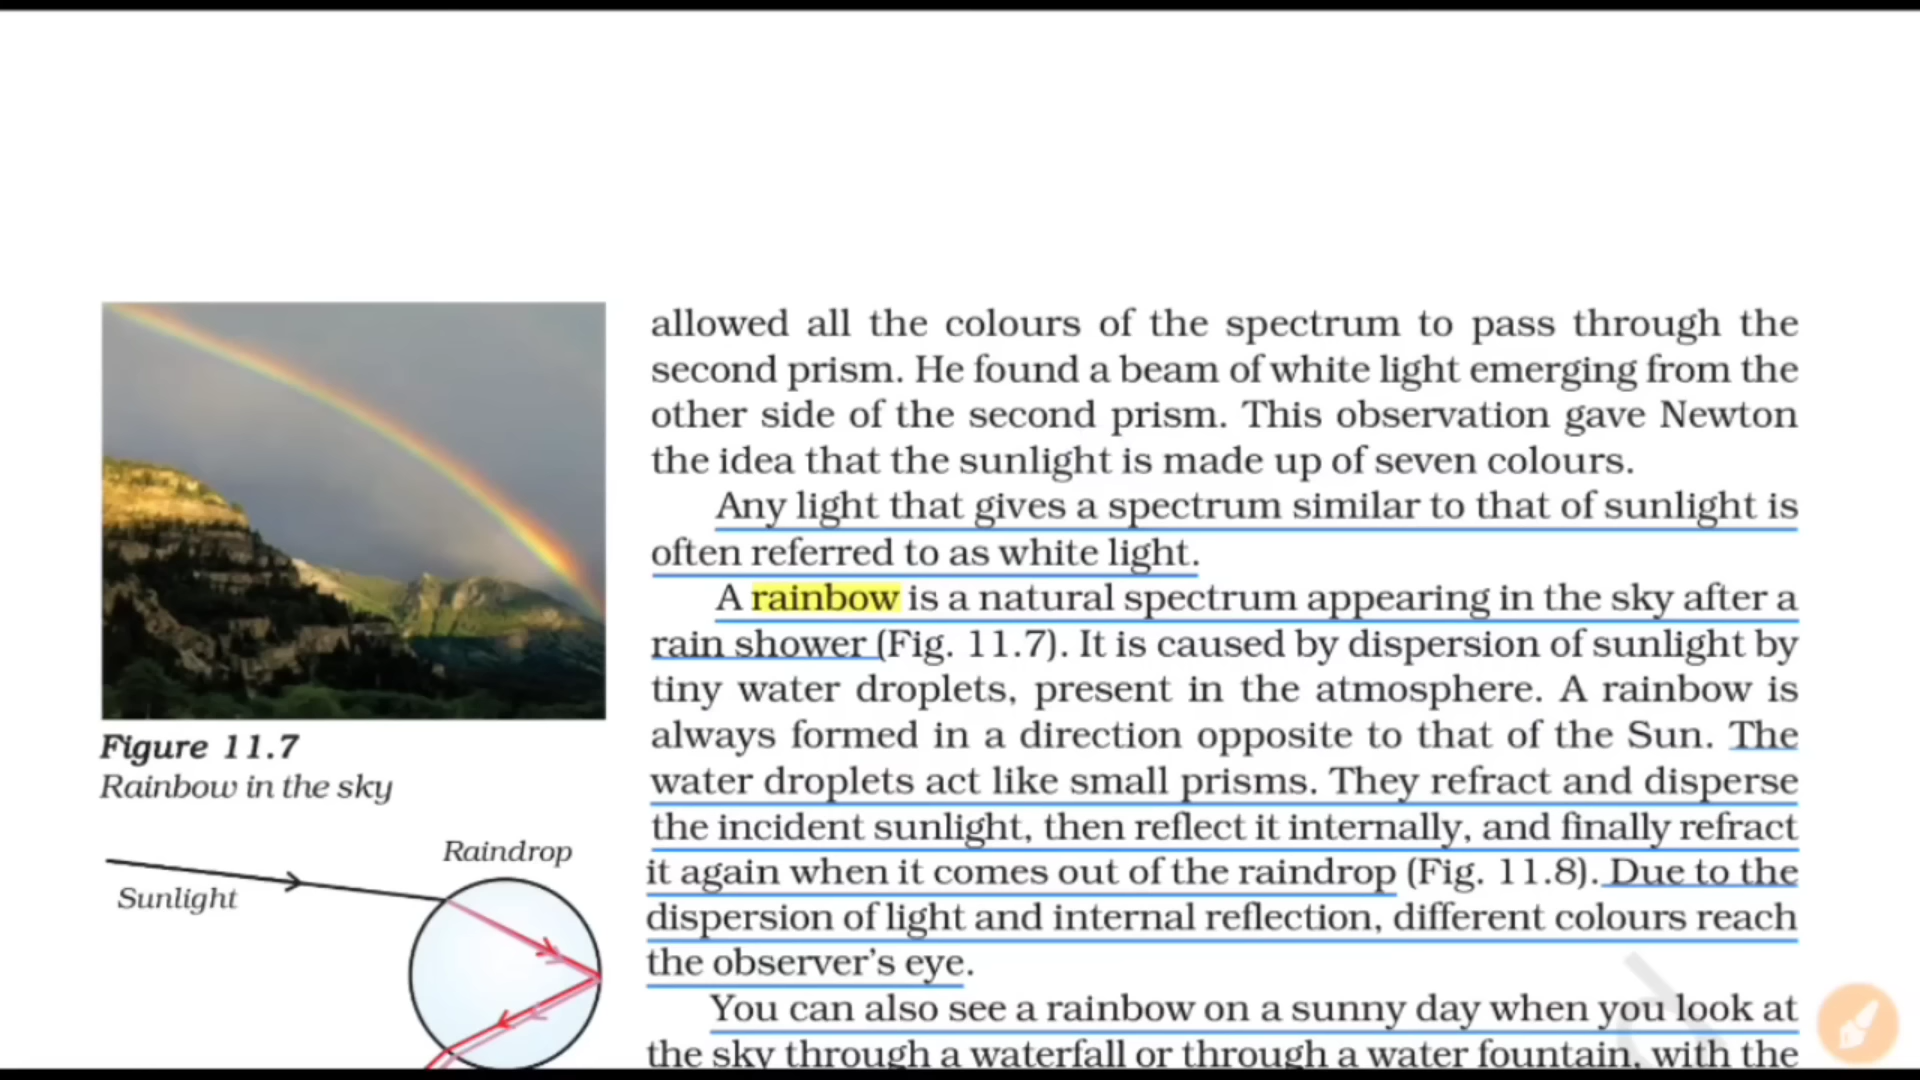 allowed all the colours of the spectrum to pass through the
second prism. He found a beam of white light emerging from the
other side of the second prism. This observation gave Newton
the idea that the sunlight is made up of seven colours.
Any light that gives a spectrum similar to that of sunlight is
often referred to as white light.
A rainbow is a natural spectrum appearing in the sky after a
rain shower (Fig. 11.7). It is caused by dispersion of sunlight by
tiny water droplets, present in the atmosphere. A rainbow is
always formed in a direction opposite to that of the Sun. The
water droplets act like small prisms. They refract and disperse
the incident sunlight, then reflect it internally, and finally refract
it again when it comes out of the raindrop (Fig. 11.8). Due to the
dispersion of light and internal reflection, different colours reach
the observer's eye.
You can also see a rainbow on a sunny day when you look at
the sky through a waterfall or through a water fountain, with the
Figure 11.7
Rainbow in the sky
Raindrop
Sunlight